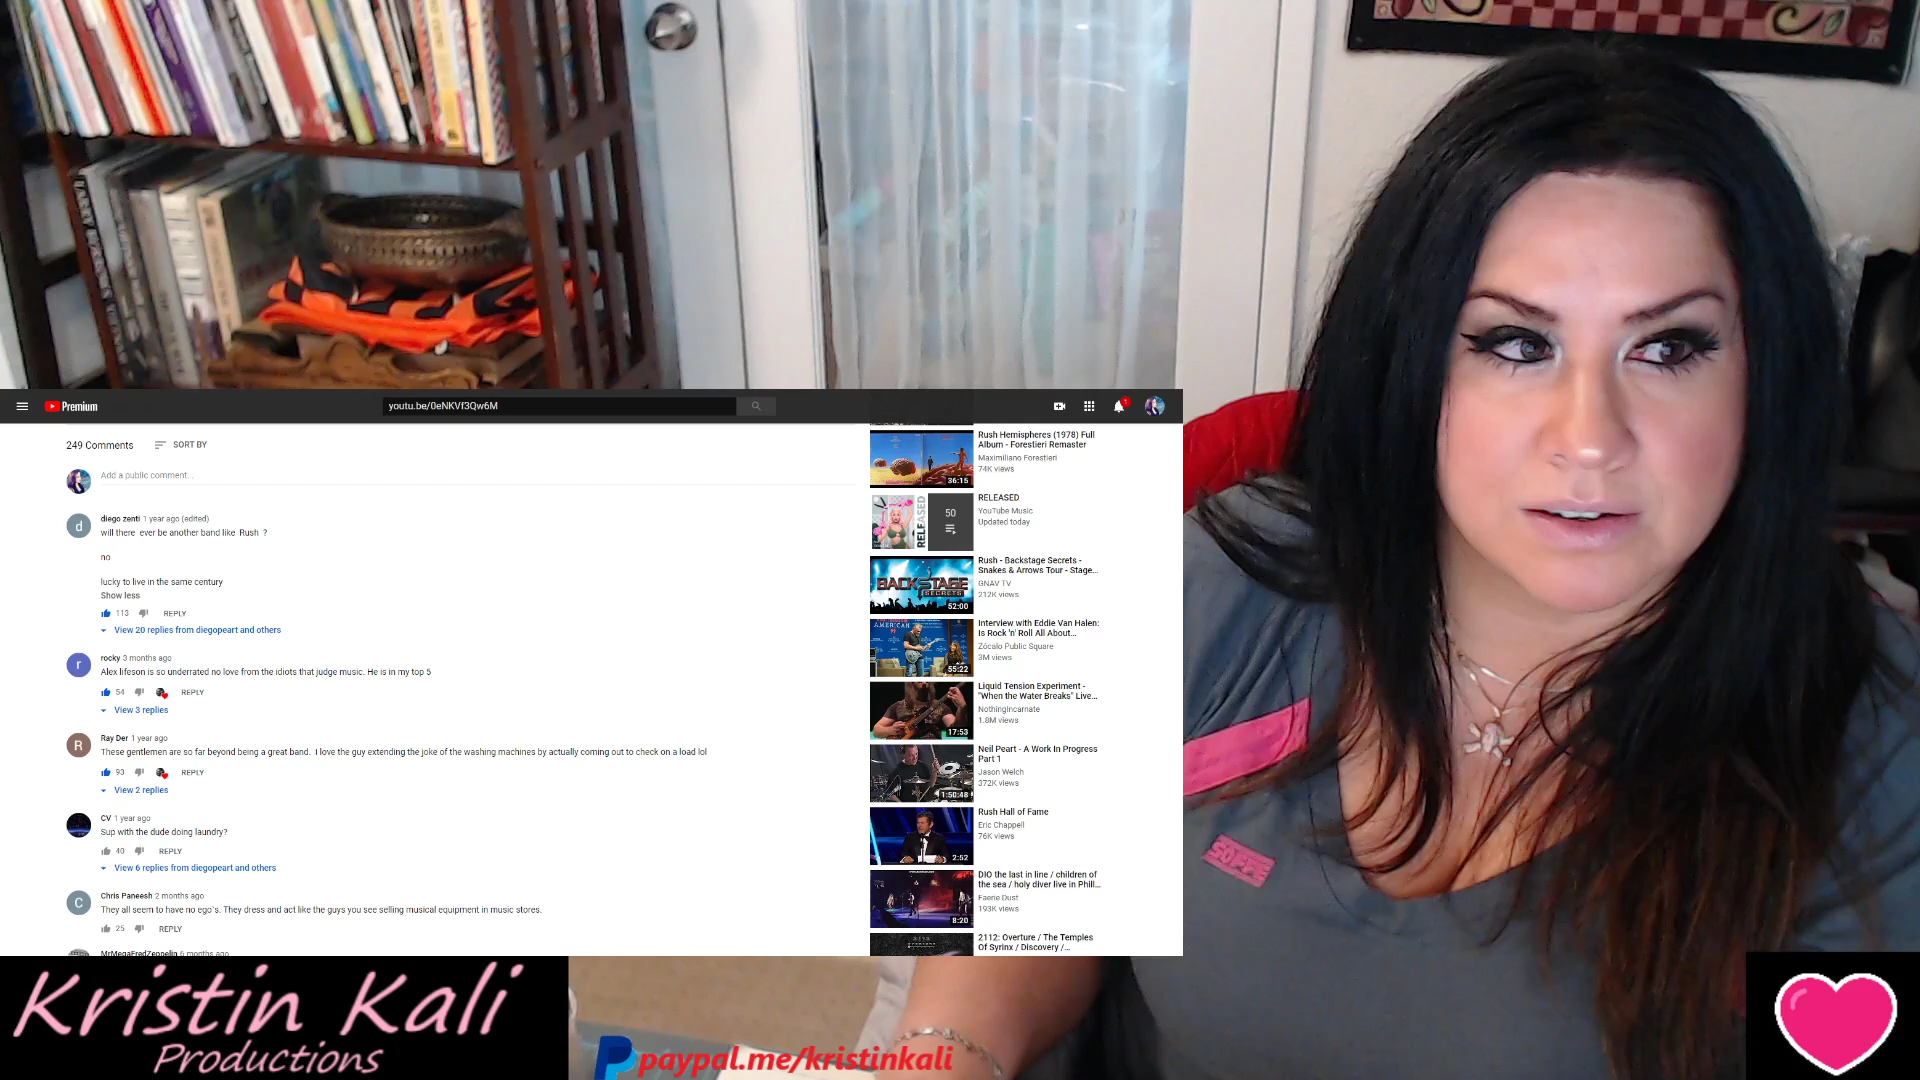 Premium
youtu.be/0eNKVf3Qw6M
1
249 Comments
SORT BY
Add a public comment...
d
diego zenti 1 year ago (edited)
will there ever be another band like Rush ?
no
lucky to live in the same century
Show less
113 REPLY
View 20 replies from diegopeart and others
r
rocky 3 months ago
Alex lifeson is so underrated no love from the idiots that judge music. He is in my top 5
54 REPLY
View 3 replies
R
Ray Der 1 year ago
These gentlemen are so far beyond being a great band. I love the guy extending the joke of the washing machines by actually coming out to check on a load lol
93 REPLY
View 2 replies
CV 1 year ago
Sup with the dude doing laundry?
40 REPLY
View 6 replies from diegopeart and others
C
Chris Paneesh 2 months ago
They all seem to have no ego`s. They dress and act like the guys you see selling musical equipment in music stores.
25 REPLY
MrMegaFredZeppelin 6 months ago
Rush Hemispheres (1978) Full
Album - Forestieri Remaster
Maximiliano Forestieri
74K views
36:15
RELEASED
50
RELEASED
YouTube Music
Updated today
BACKSTAGE
SECRETS
52:00
Rush - Backstage Secrets -
Snakes & Arrows Tour - Stage...
GNAV TV
212K views
AMERICAN
55:22
Interview with Eddie Van Halen:
Is Rock 'n' Roll All About...
Zócalo Public Square
3M views
17:53
Liquid Tension Experiment -
"When the Water Breaks" Live...
NothingIncarnate
1.8M views
1:50:48
Neil Peart - A Work In Progress
Part 1
Jason Welch
372K views
2:52
Rush Hall of Fame
Eric Chappell
76K views
8:20
DIO the last in line / children of
the sea / holy diver live in Phill...
Faerie Dust
193K views
2112: Overture / The Temples
Of Syrinx / Discovery /...
Kristin Kali
Productions
paypal.me/kristinkali